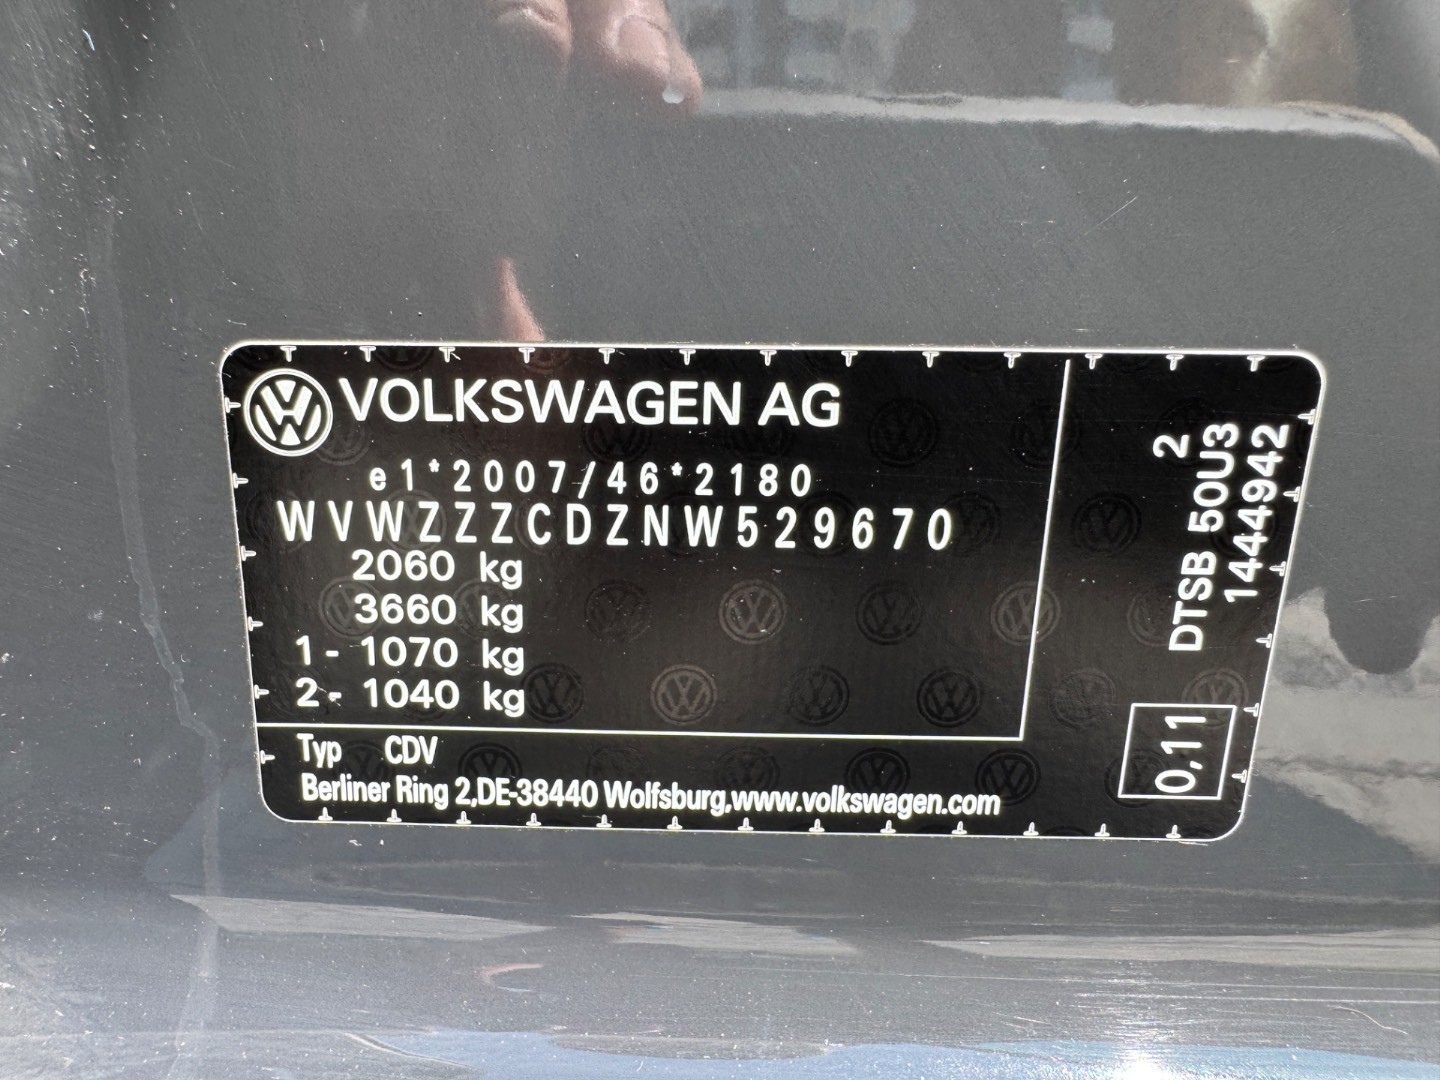 VOLKSWAGEN AG
e1*2007/46*2180
WVWZZZCDZNW529670
2060 kg
3660 kg
1- 1070 kg
2- 1040 kg
Typ CDV
Berliner Ring 2,DE-38440 Wolfsburg,www.volkswagen.com
2
DTSB 50U3
1444942
0,11